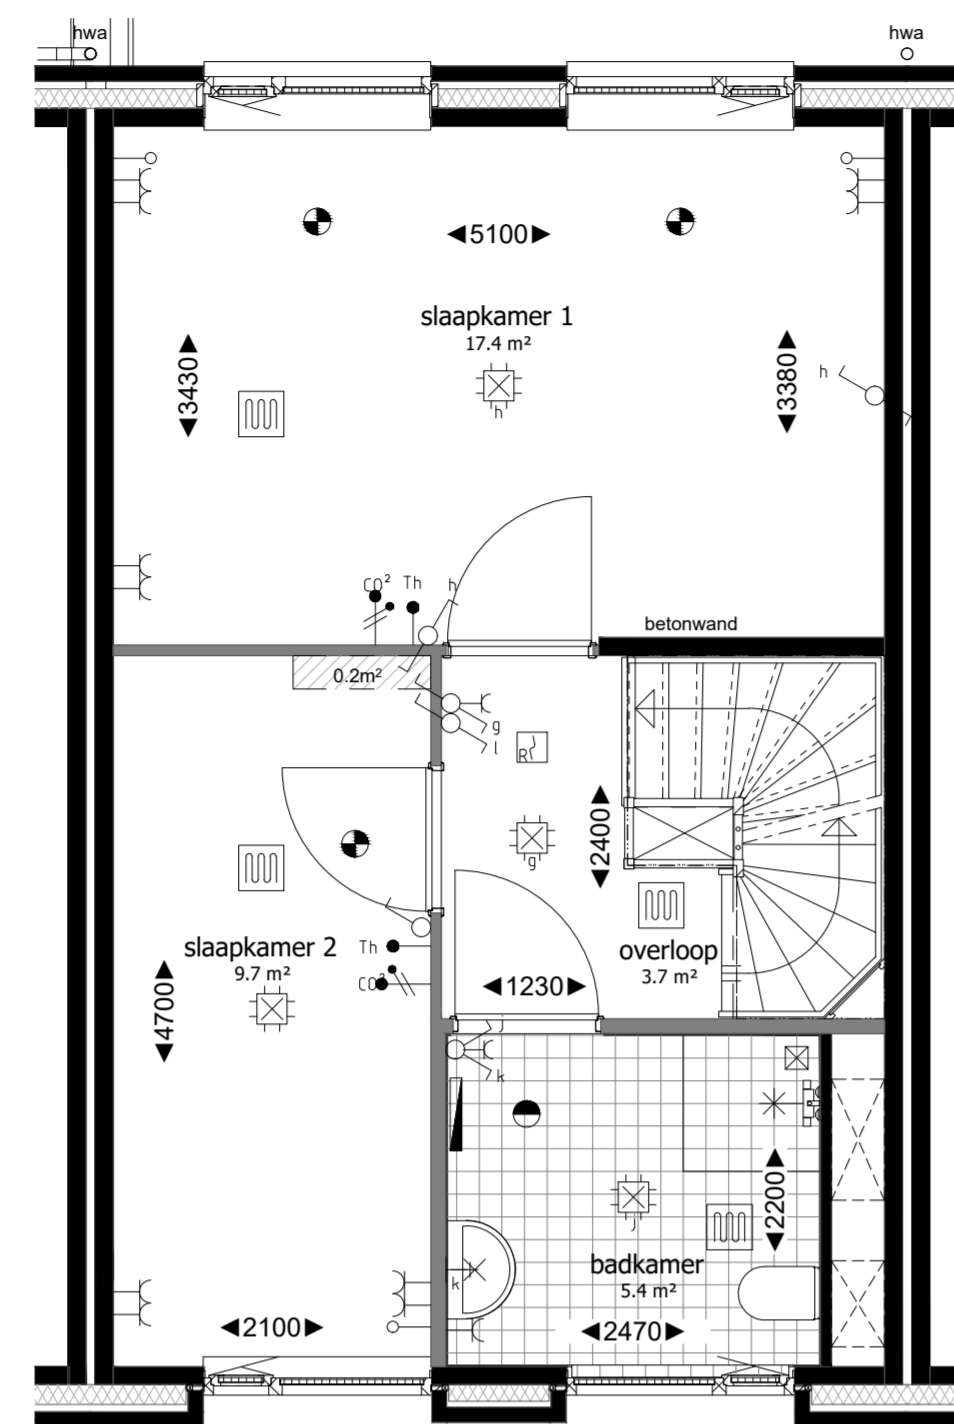 hwa
hwa
5100
slaapkamer 1
17.4 m²
3430
3380
h
h
CO²
Th
h
betonwand
0.2m²
g
l
R
g
2400
slaapkamer 2
9.7 m²
Th
CO²
overloop
3.7 m²
4700
1230
j
k
2200
j
badkamer
5.4 m²
k
2100
2470